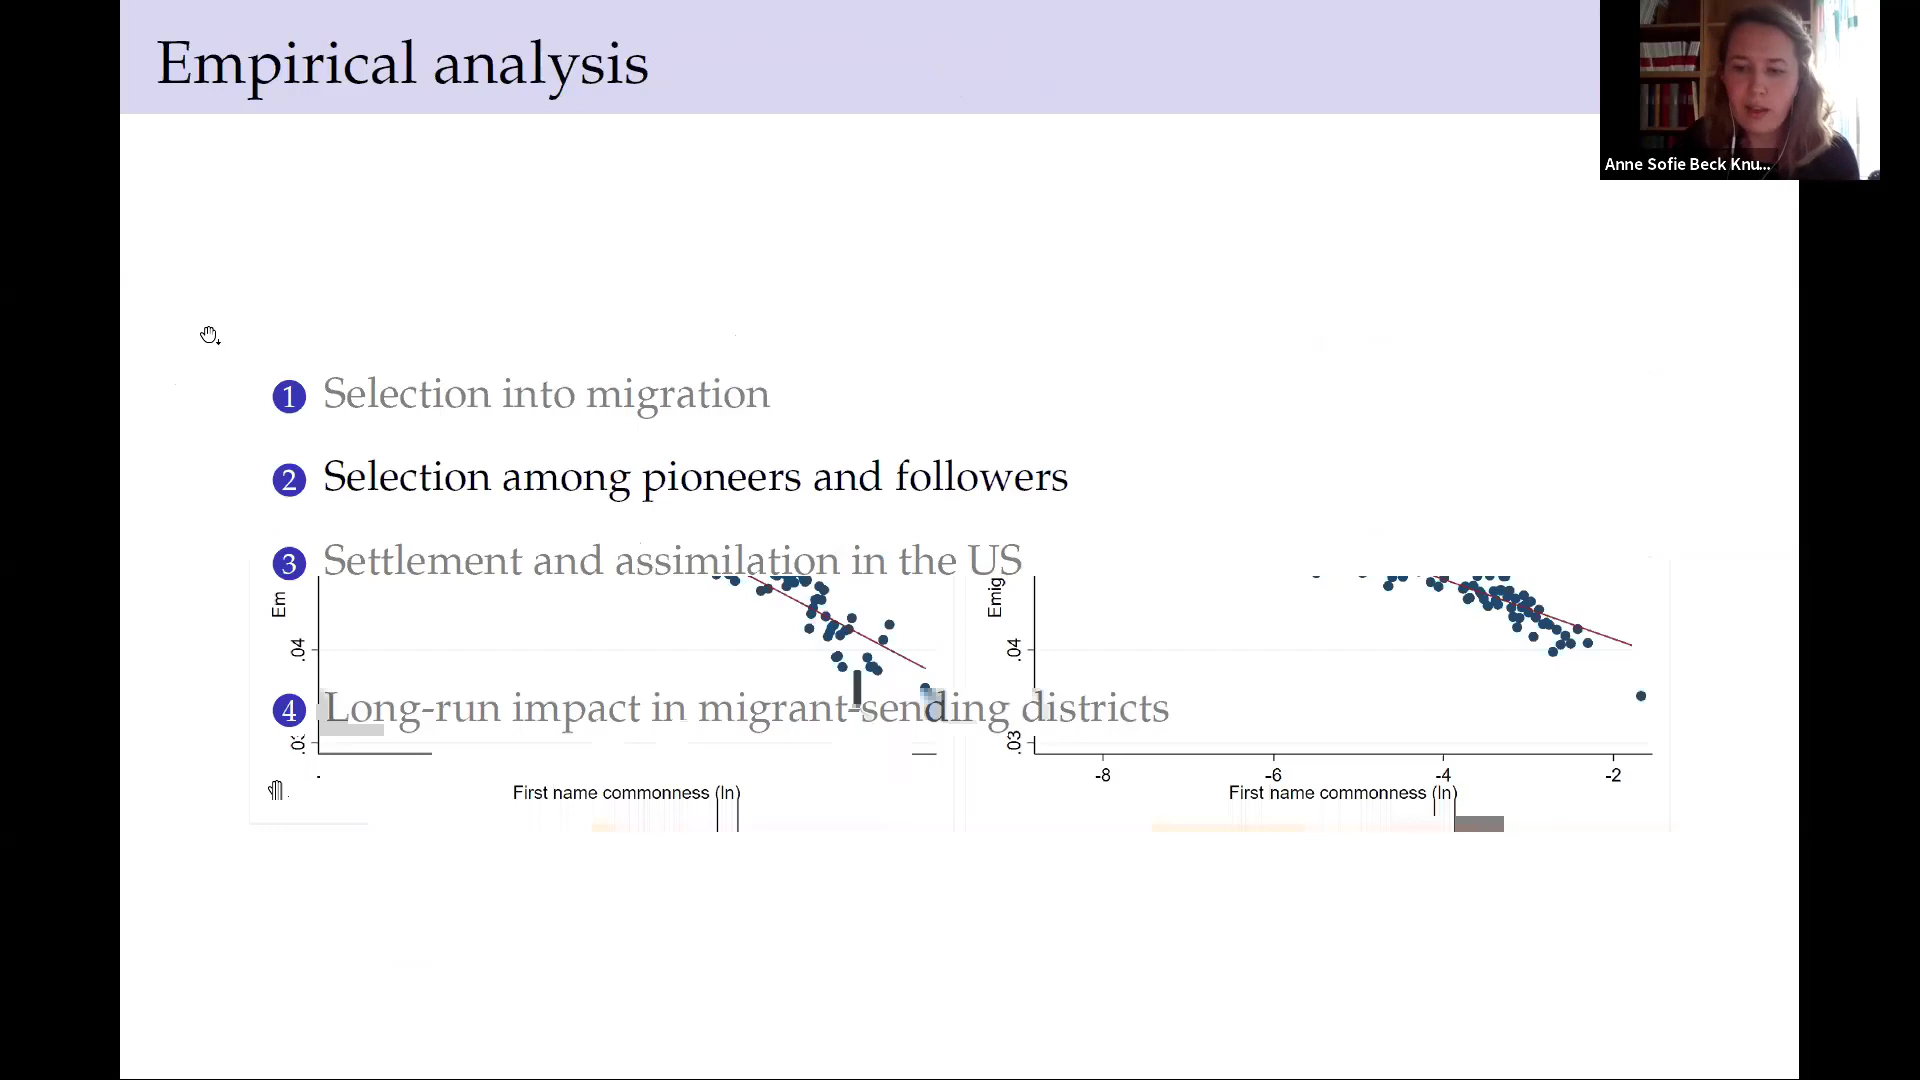 Empirical analysis
Anne Sofie Beck Knu...
1 Selection into migration
2 Selection among pioneers and followers
3 Settlement and assimilation in the US
Em
.04
Emig
.04
4 Long-run impact in migrant-sending districts
.03
-
-8 -6 -4 -2
First name commonness (ln)
First name commonness (ln)